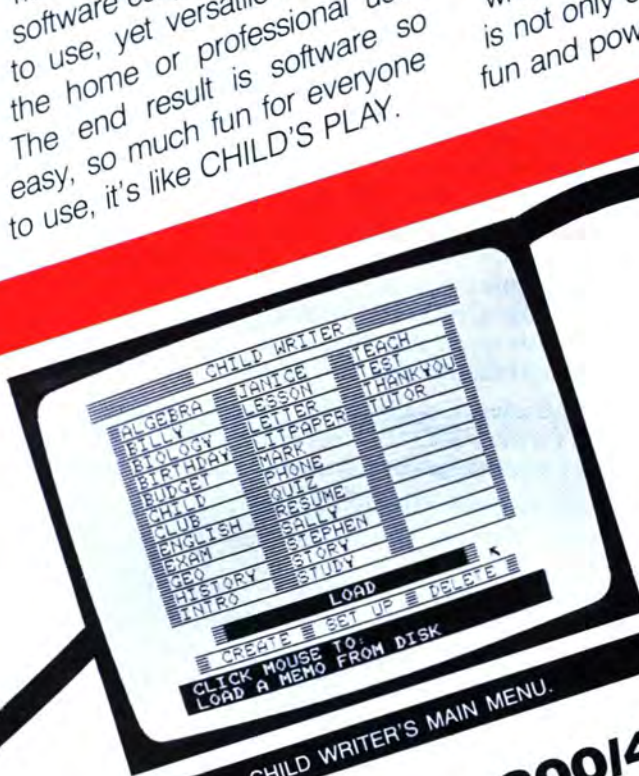 software
to use, yet versatile
the home or professional
The end result is software so
easy, so much fun for everyone
to use, it's like CHILD'S PLAY.
is not only
fun and
CHILD WRITER
ALGEBRA JANICE TEACH
BILLY LESSON TEST
BIOLOGY LETTER THANKYOU
BIRTHDAY LITPAPER TUTOR
BUDGET MARK
CHILD PHONE
CLUB QUIZ
ENGLISH RESUME
EXAM SALLY
GEO STEPHEN
HISTORY STORY
INTRO STUDY
LOAD
CREATE SET UP DELETE
CLICK MOUSE TO:
LOAD A MEMO FROM DISK
CHILD WRITER'S MAIN MENU.